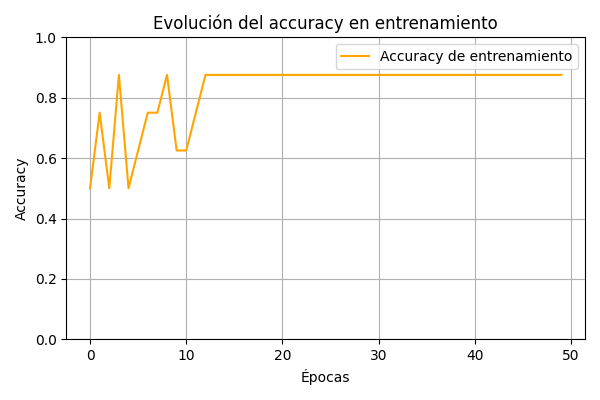 Evolución del accuracy en entrenamiento
Accuracy de entrenamiento
1.0
0.8
0.6
0.4
0.2
0.0
Accuracy
0 10 20 30 40 50
Épocas